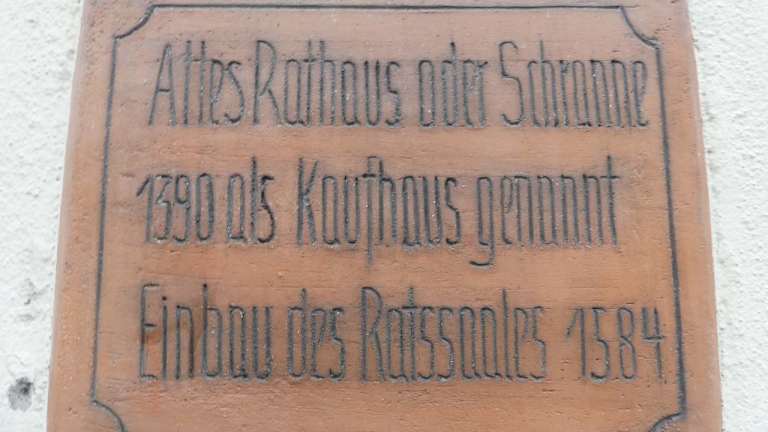 Altes Rathaus oder Schranne
1390 als Kaufhaus genannt
Einbau des Ratssaales 1584